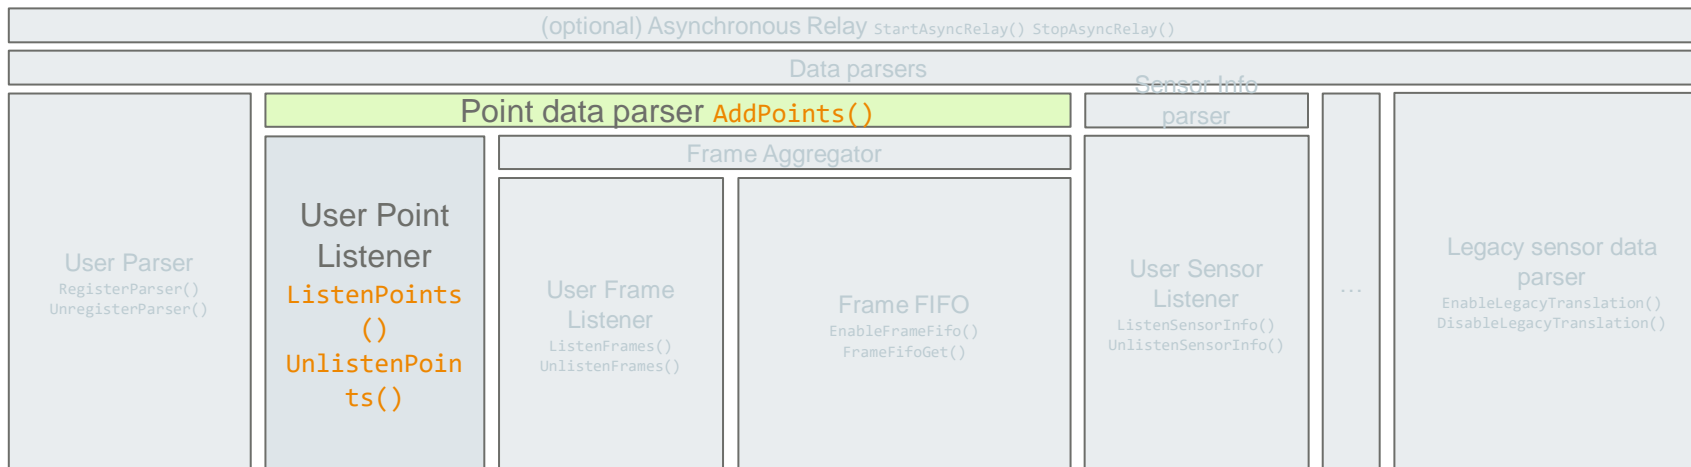 (optional) Asynchronous Relay StartAsyncRelay() StopAsyncRelay()
Data parsers
Point data parser AddPoints()
Sensor Info
parser
Frame Aggregator
User Parser
RegisterParser()
UnregisterParser()
User Point
Listener
ListenPoints
()
UnlistenPoin
ts()
User Frame
Listener
ListenFrames()
UnlistenFrames()
Frame FIFO
EnableFrameFifo()
FrameFifoGet()
User Sensor
Listener
ListenSensorInfo()
UnlistenSensorInfo()
...
Legacy sensor data
parser
EnableLegacyTranslation()
DisableLegacyTranslation()